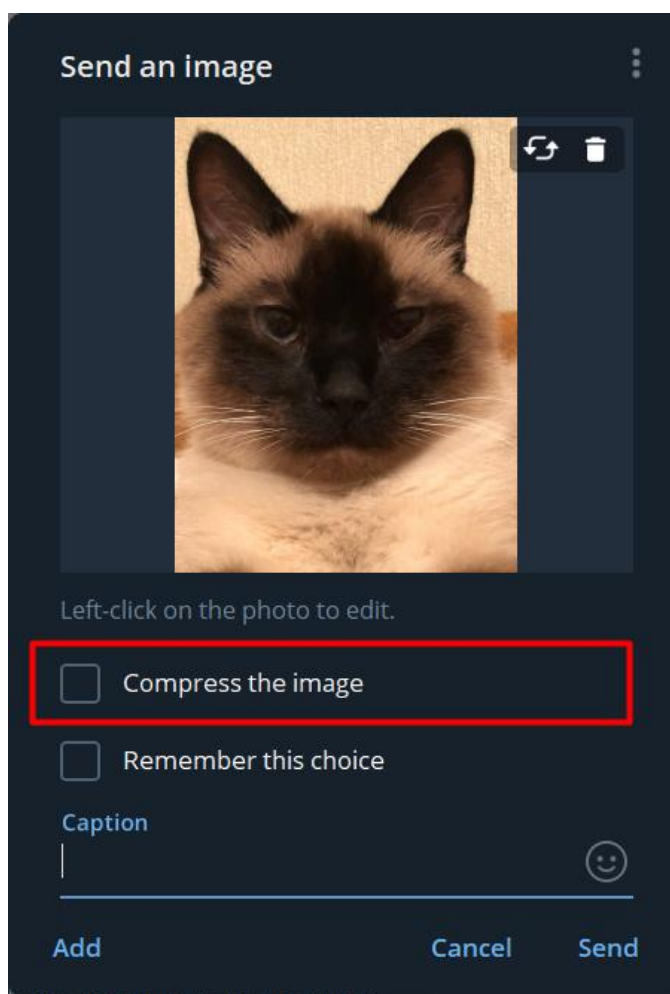 Send an image
Left-click on the photo to edit.
Compress the image
Remember this choice
Caption
Add Cancel Send